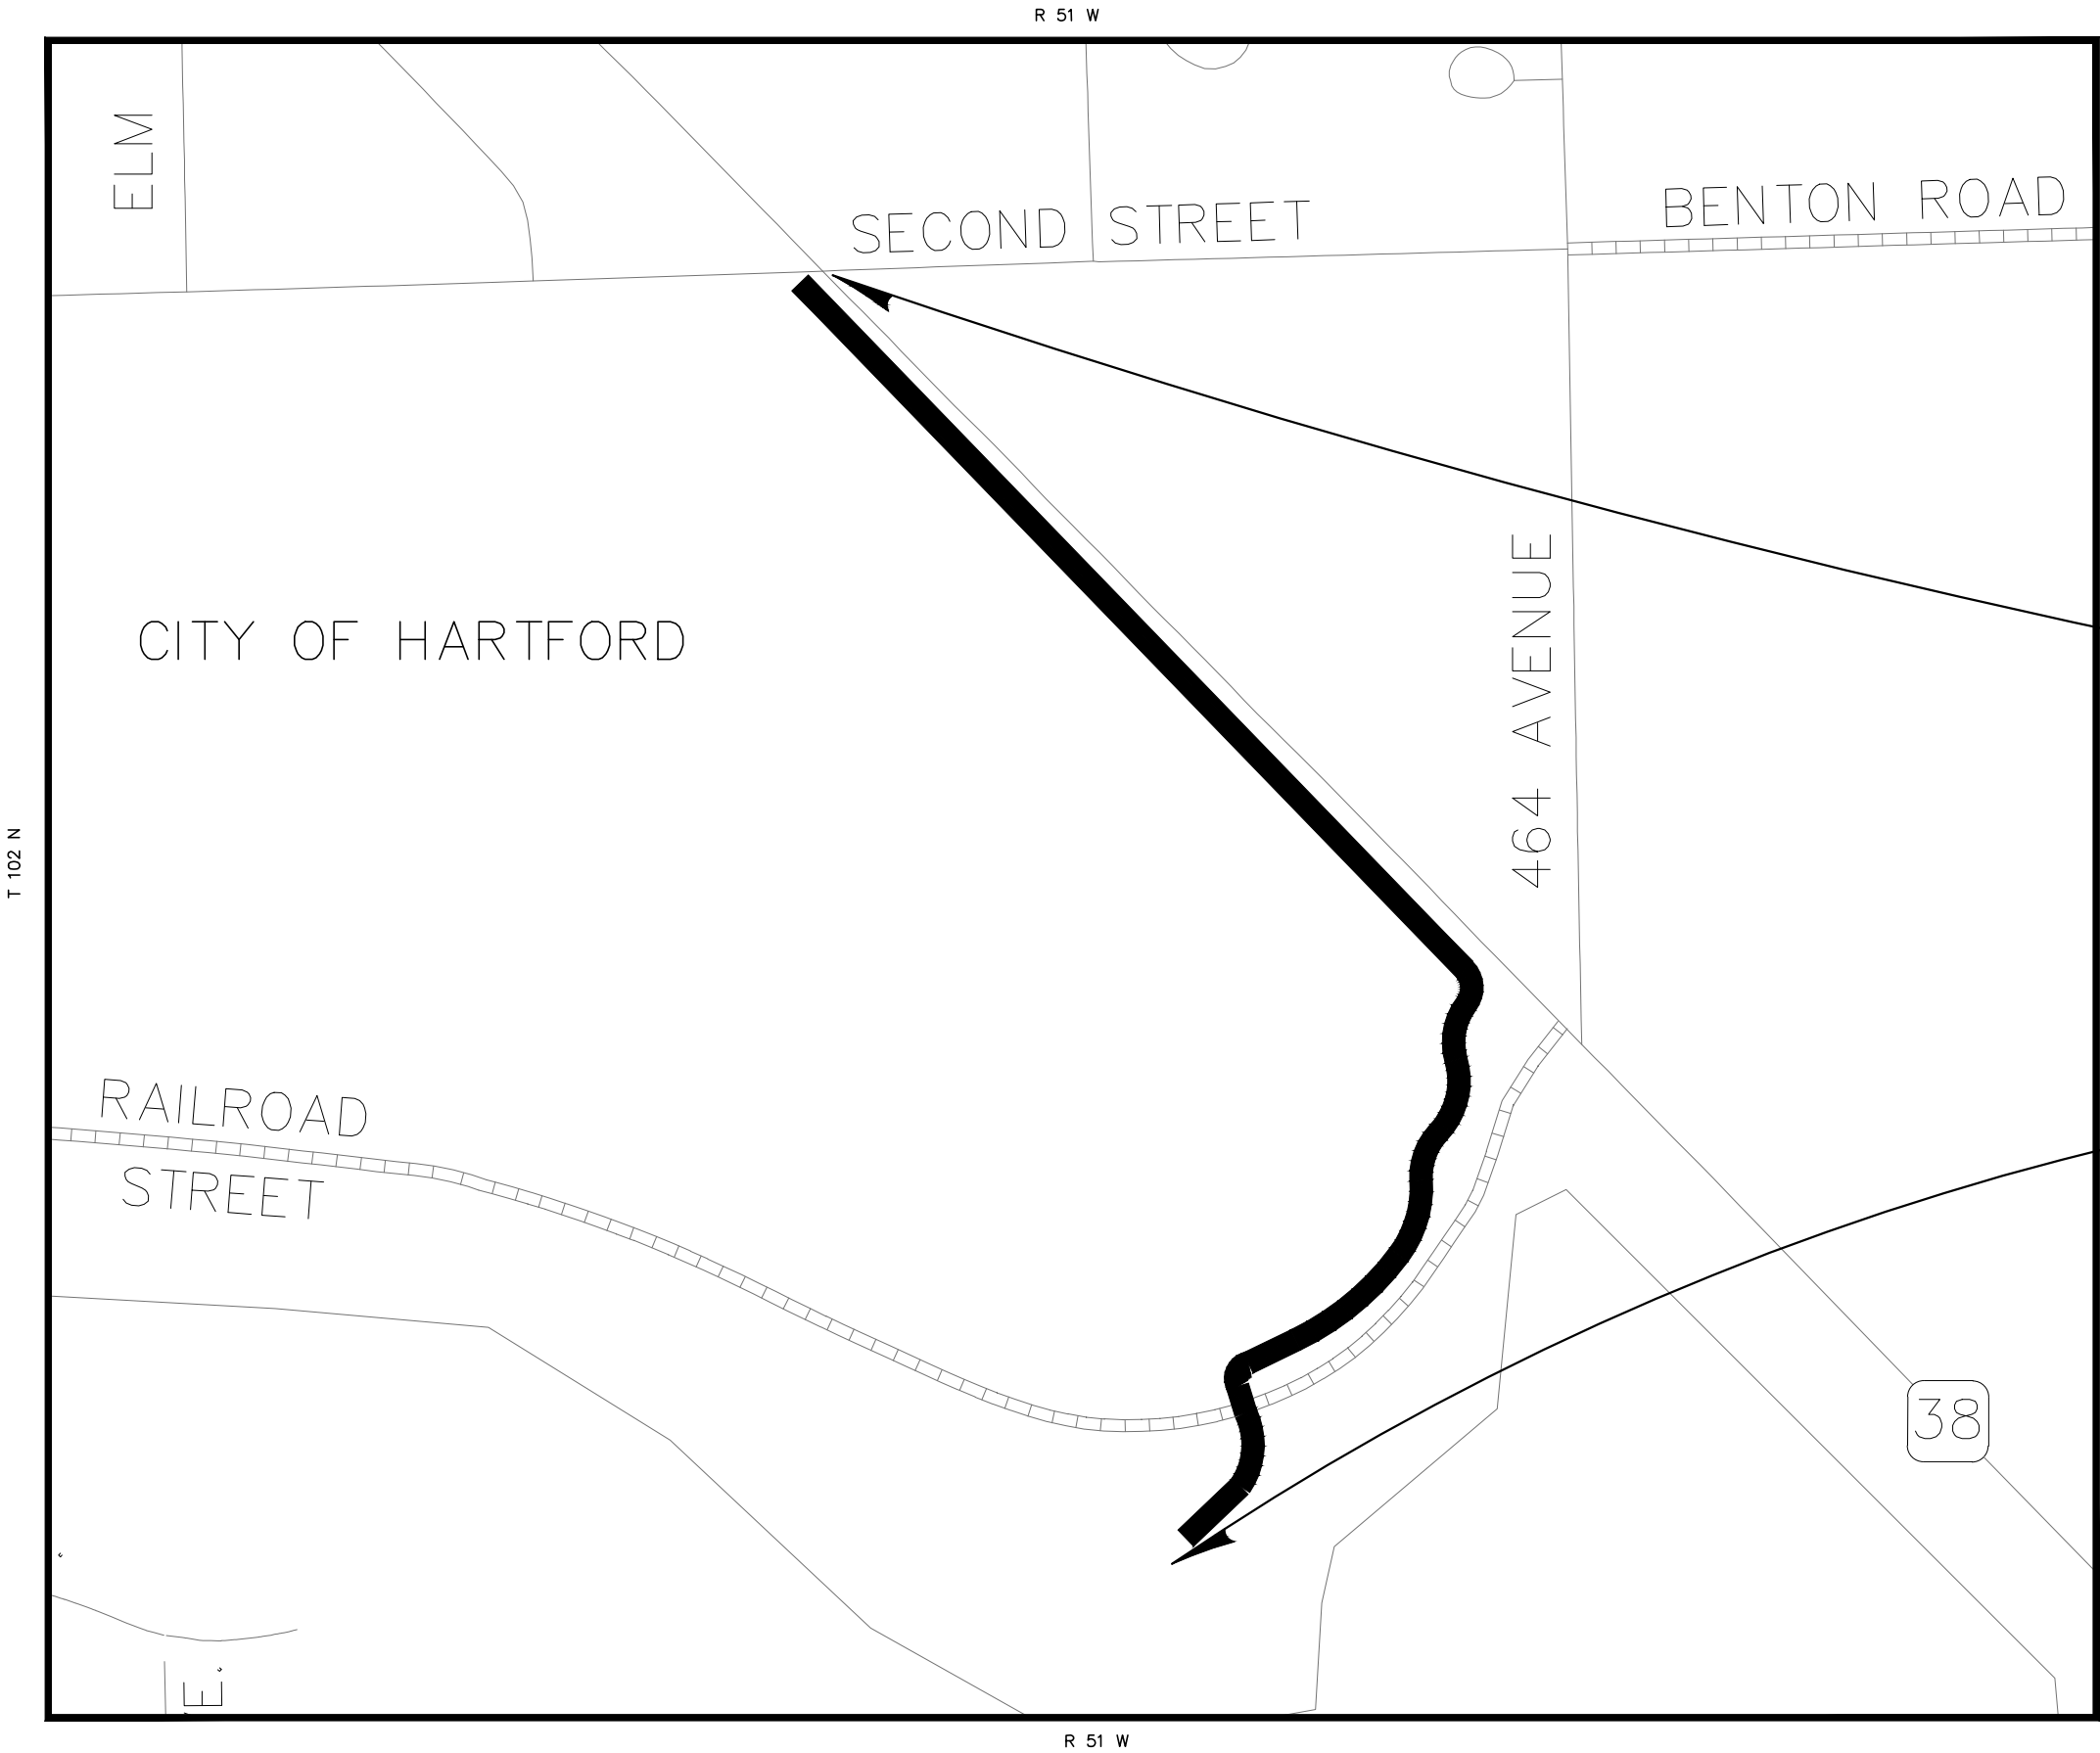 R 51 W
ELM
SECOND STREET
BENTON ROAD
CITY OF HARTFORD
464 AVENUE
T 102 N
RAILROAD
STREET
38
E.
R 51 W